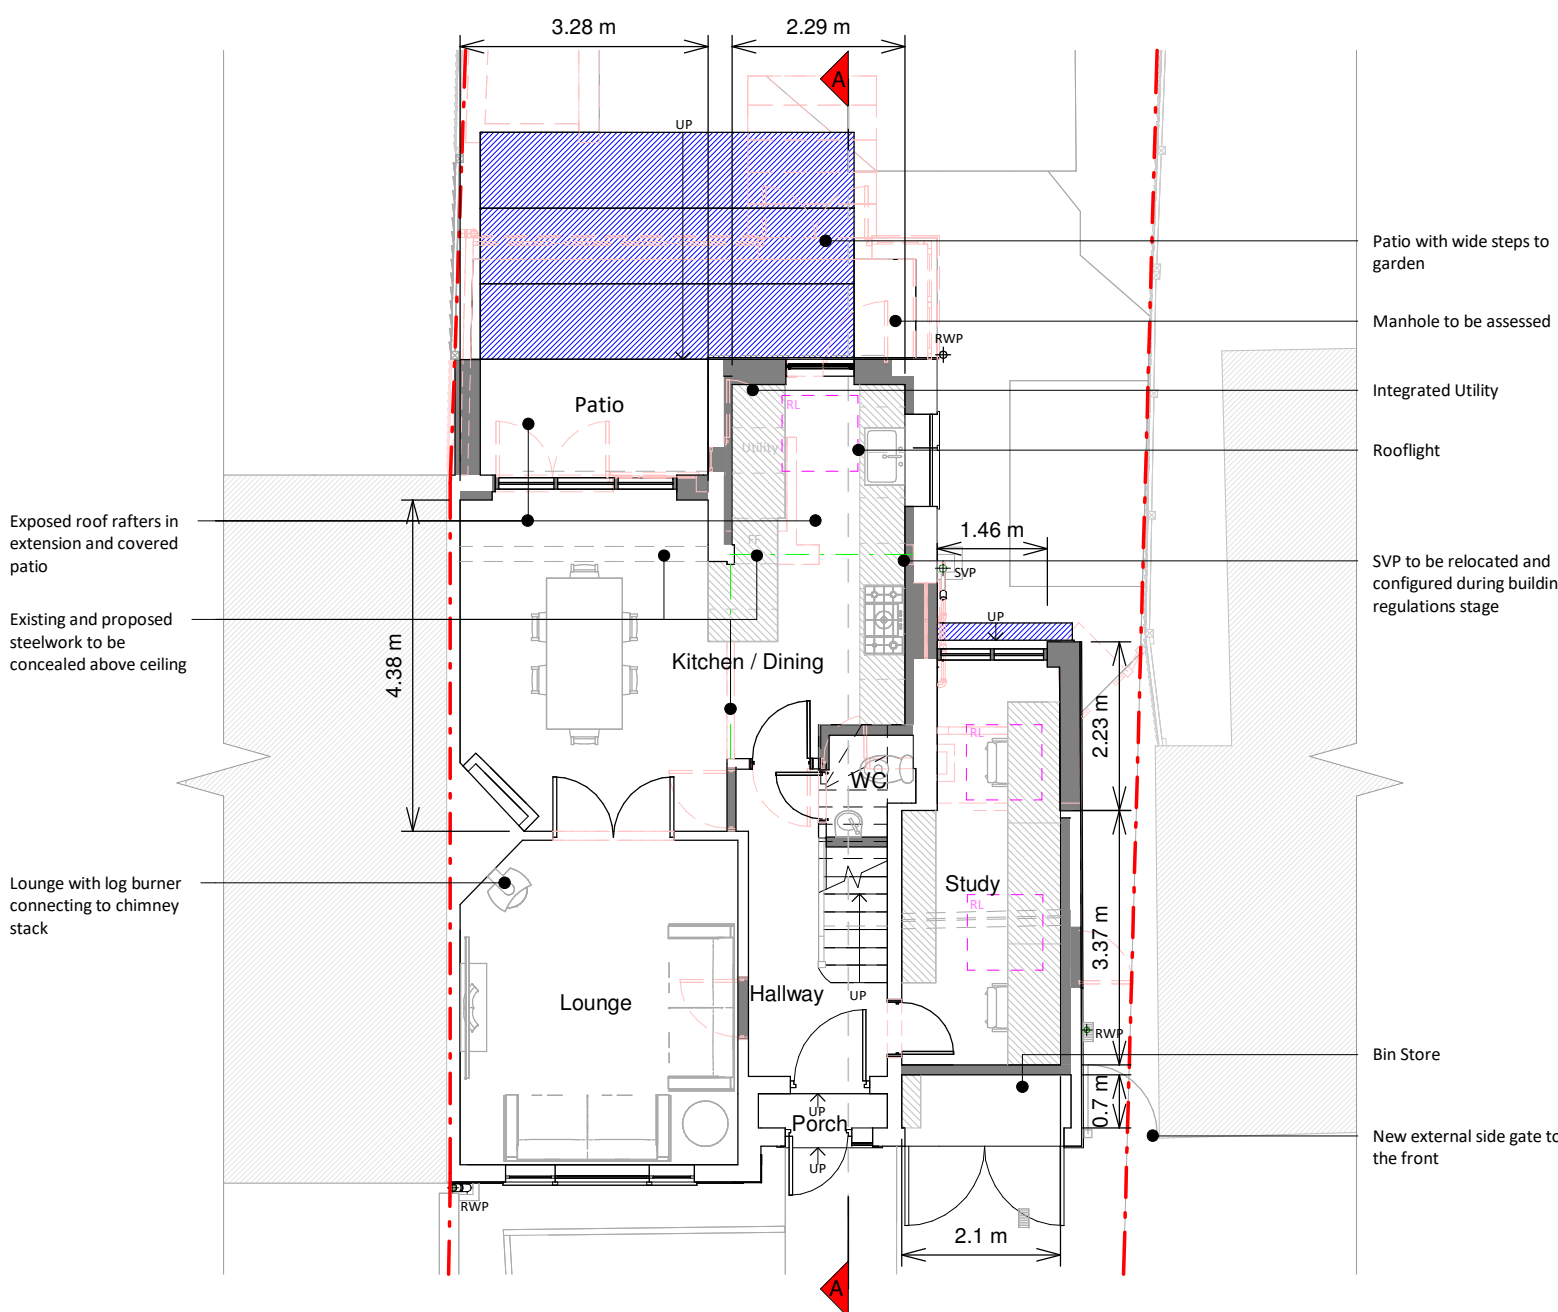 3.28 m
2.29 m
A
UP
Patio with wide steps to
garden
Manhole to be assessed
RWP
Integrated Utility
Patio
RL
Utility
Rooflight
Exposed roof rafters in
extension and covered
patio
1.46 m
FF
SVP
SVP to be relocated and
configured during buildin
regulations stage
Existing and proposed
steelwork to be
concealed above ceiling
UP
4.38 m
Kitchen / Dining
2.23 m
RL
WC
Lounge with log burner
connecting to chimney
stack
Study
RL
3.37 m
Lounge
Hallway
UP
RWP
Bin Store
0.7 m
UP
Porch
UP
New external side gate to
the front
RWP
2.1 m
A